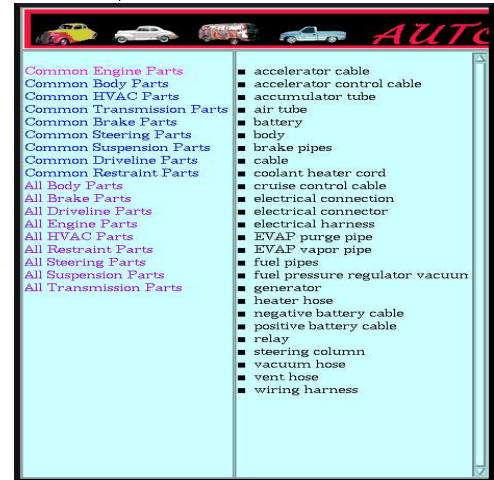 AUTO
Common Engine Parts
Common Body Parts
Common HVAC Parts
Common Transmission Parts
Common Brake Parts
Common Steering Parts
Common Suspension Parts
Common Driveline Parts
Common Restraint Parts
All Body Parts
All Brake Parts
All Driveline Parts
All Engine Parts
All HVAC Parts
All Restraint Parts
All Steering Parts
All Suspension Parts
All Transmission Parts
accelerator cable
accelerator control cable
accumulator tube
air tube
battery
body
brake pipes
cable
coolant heater cord
cruise control cable
electrical connection
electrical connector
electrical harness
EVAP purge pipe
EVAP vapor pipe
fuel pipes
fuel pressure regulator vacuum
generator
heater hose
negative battery cable
positive battery cable
relay
steering column
vacuum hose
vent hose
wiring harness